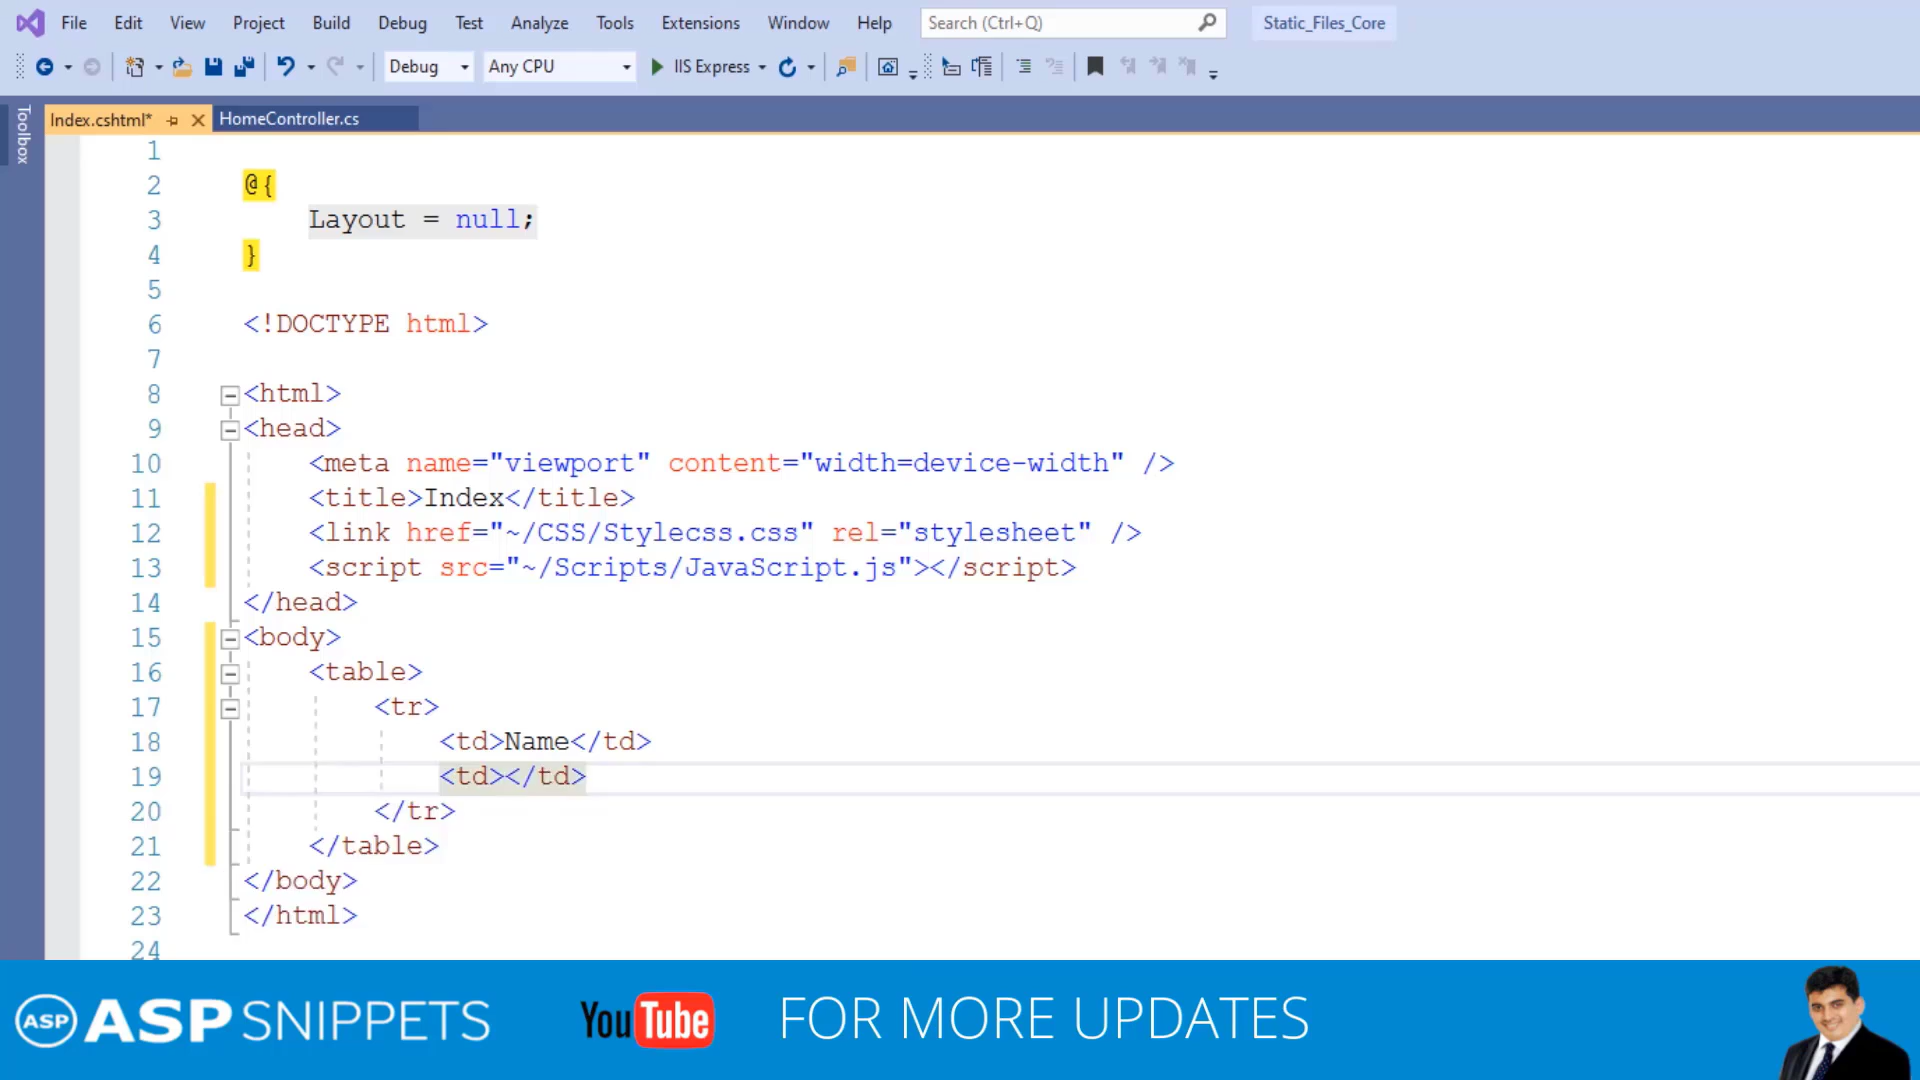 File Edit View Project Build Debug Test Analyze Tools Extensions Window Help Search (Ctrl+Q) Static_Files_Core
Debug Any CPU IIS Express
Toolbox
Index.cshtml* HomeController.cs
1
2 @{
3 Layout = null;
4 }
5
6 <!DOCTYPE html>
7
8 <html>
9 <head>
10 <meta name="viewport" content="width=device-width" />
11 <title>Index</title>
12 <link href="~/CSS/Stylecss.css" rel="stylesheet" />
13 <script src="~/Scripts/JavaScript.js"></script>
14 </head>
15 <body>
16 <table>
17 <tr>
18 <td>Name</td>
19 <td></td>
20 </tr>
21 </table>
22 </body>
23 </html>
24
ASP ASPSNIPPETS YouTube FOR MORE UPDATES